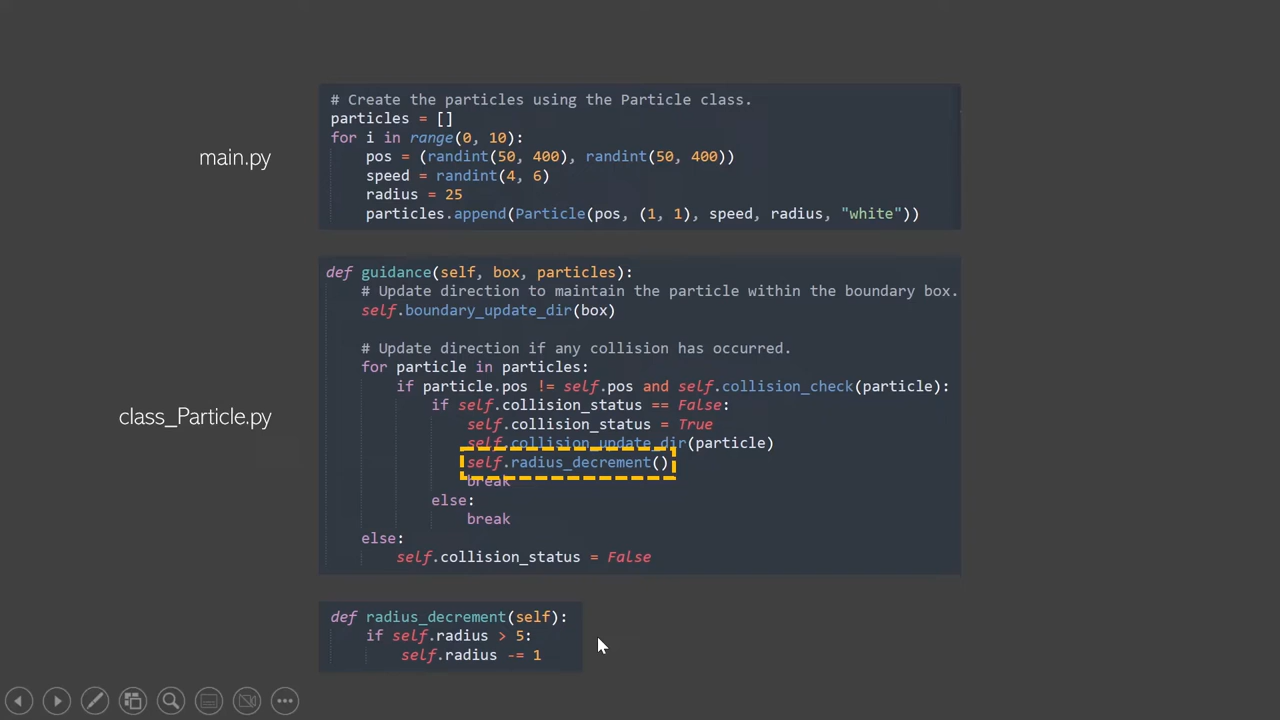 main.py
# Create the particles using the Particle class.
particles = []
for i in range(0, 10):
    pos = (randint(50, 400), randint(50, 400))
    speed = randint(4, 6)
    radius = 25
    particles.append(Particle(pos, (1, 1), speed, radius, "white"))
class_Particle.py
def guidance(self, box, particles):
    # Update direction to maintain the particle within the boundary box.
    self.boundary_update_dir(box)
    # Update direction if any collision has occurred.
    for particle in particles:
        if particle.pos != self.pos and self.collision_check(particle):
            if self.collision_status == False:
                self.collision_status = True
                self.collision_update_dir(particle)
                self.radius_decrement()
                break
            else:
                break
    else:
        self.collision_status = False
def radius_decrement(self):
    if self.radius > 5:
        self.radius -= 1